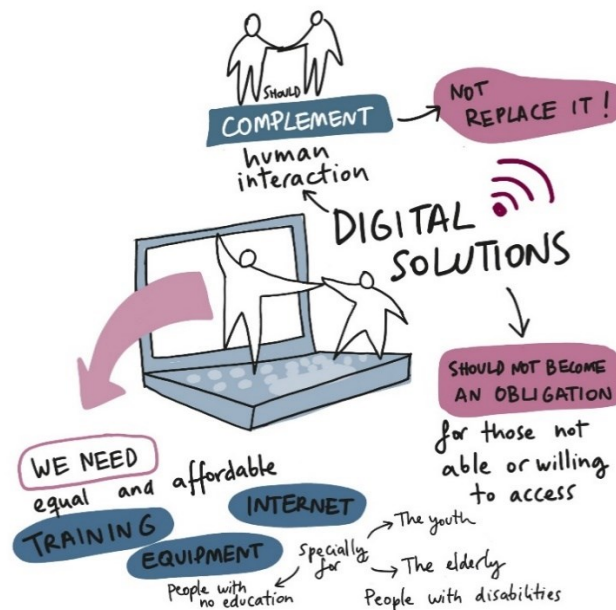 SHOULD
COMPLEMENT
human
interaction
NOT
REPLACE IT!
DIGITAL
SOLUTIONS
SHOULD NOT BECOME
AN OBLIGATION
for those not
able or willing
to access
WE NEED
equal and affordable
TRAINING
EQUIPMENT
INTERNET
Specially
for
The youth
The elderly
People with disabilities
People with
no education